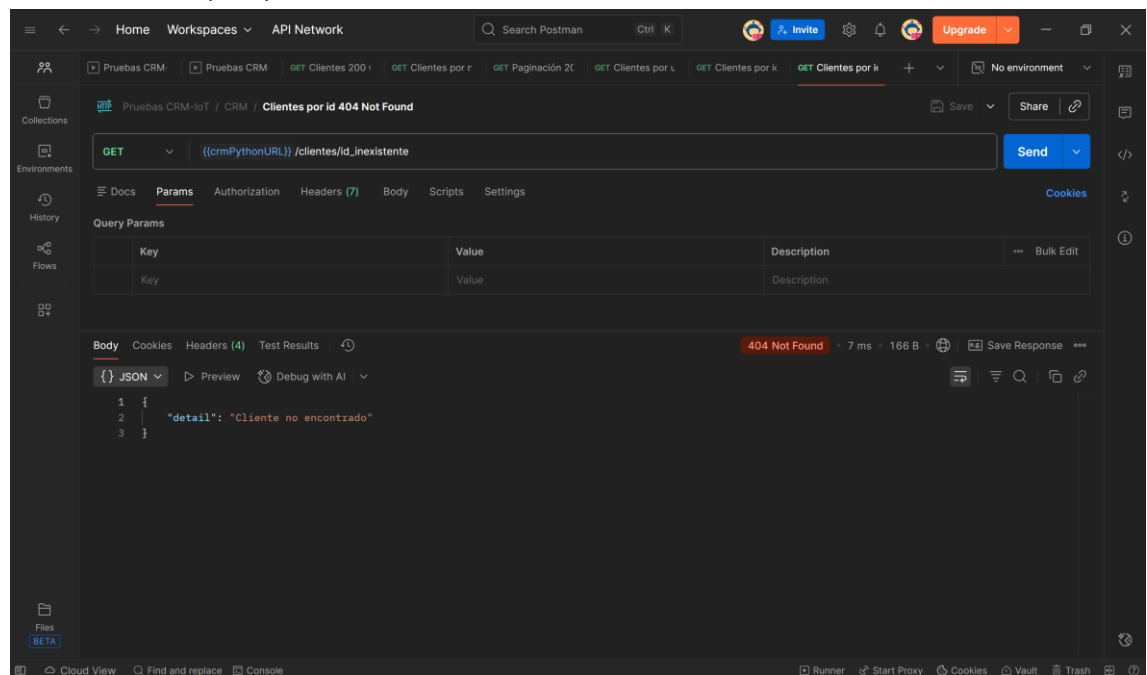 Home Workspaces API Network Search Postman Ctrl K Invite Upgrade
Pruebas CRM- Pruebas CRM- GET Clientes 200 GET Clientes por r GET Paginación 2 GET Clientes por u GET Clientes por ic GET Clientes por ic No environment
HTTP Pruebas CRM-IoT / CRM / Clientes por id 404 Not Found Save Share
Collections
GET {{crmPythonURL}} /clientes/id_inexistente Send
Environments
Docs Params Authorization Headers (7) Body Scripts Settings Cookies
History
Query Params
Key Value Description Bulk Edit
Flows
Key Value Description
Body Cookies Headers (4) Test Results 404 Not Found 7 ms 166 B Save Response
{} JSON Preview Debug with AI
1 {
2 "detail": "Cliente no encontrado"
3 }
Files
BETA
Cloud View Find and replace Console Runner Start Proxy Cookies Vault Trash